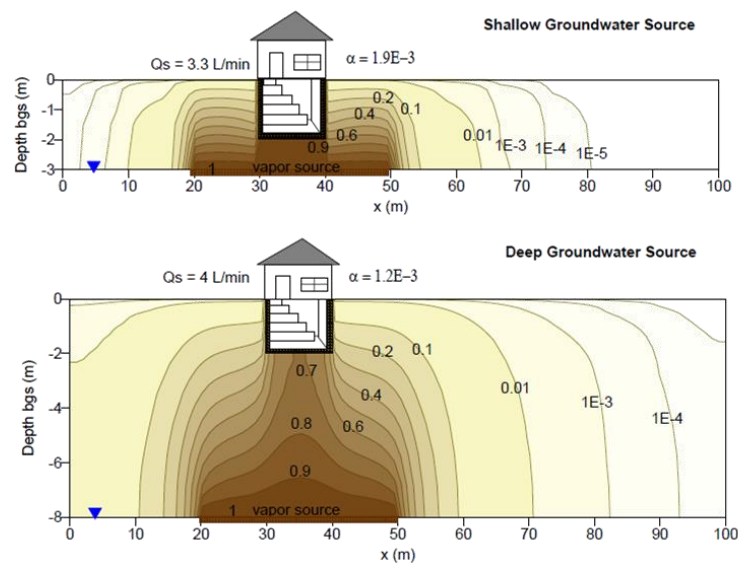 Shallow Groundwater Source
Qs = 3.3 L/min
α = 1.9E−3
Depth bgs (m)
0
-1
-2
-3
0.2
0.1
0.4
0.6
0.9
0.01
1E-3
1E-4
1E-5
1
vapor source
0 10 20 30 40 50 60 70 80 90 100
x (m)
Deep Groundwater Source
Qs = 4 L/min
α = 1.2E−3
Depth bgs (m)
0
-2
-4
-6
-8
0.2
0.1
0.7
0.4
0.01
1E-3
1E-4
0.8
0.6
0.9
1
vapor source
0 10 20 30 40 50 60 70 80 90 100
x (m)